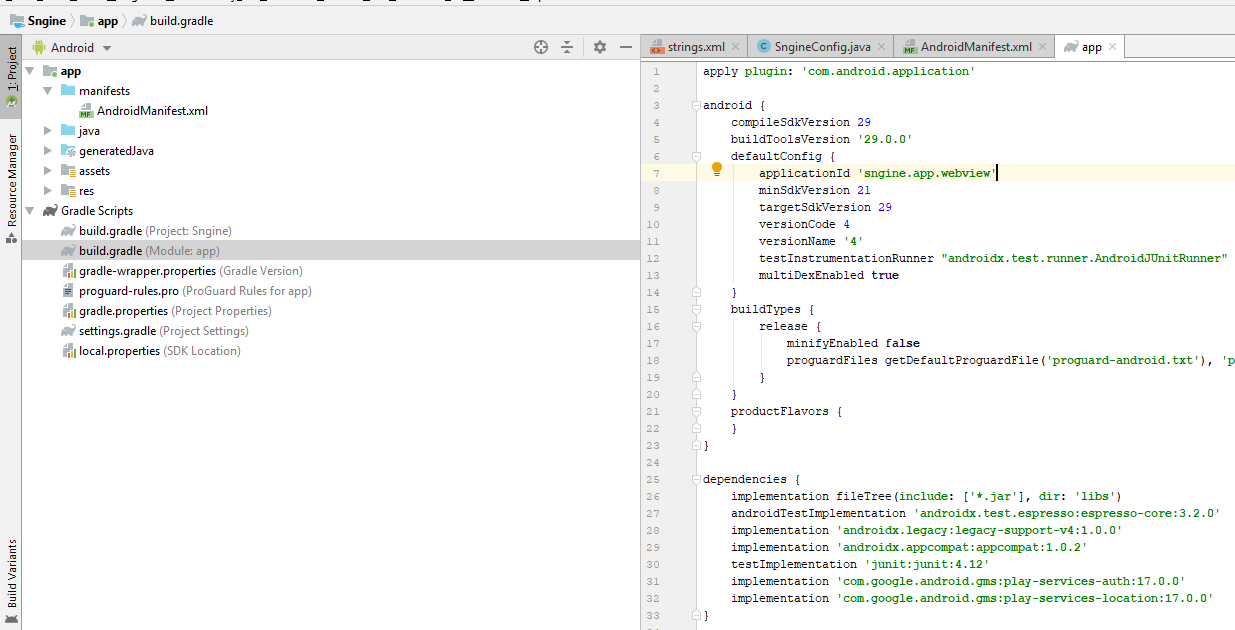 Sngine app build.gradle
1: Project
Resource Manager
Build Variants
Android
app
manifests
AndroidManifest.xml
java
generatedJava
assets
res
Gradle Scripts
build.gradle (Project: Sngine)
build.gradle (Module: app)
gradle-wrapper.properties (Gradle Version)
proguard-rules.pro (ProGuard Rules for app)
gradle.properties (Project Properties)
settings.gradle (Project Settings)
local.properties (SDK Location)
strings.xml SngineConfig.java AndroidManifest.xml app
1 apply plugin: 'com.android.application'
2
3 android {
4 compileSdkVersion 29
5 buildToolsVersion '29.0.0'
6 defaultConfig {
7 applicationId 'sngine.app.webview'
8 minSdkVersion 21
9 targetSdkVersion 29
10 versionCode 4
11 versionName '4'
12 testInstrumentationRunner "androidx.test.runner.AndroidJUnitRunner"
13 multiDexEnabled true
14 }
15 buildTypes {
16 release {
17 minifyEnabled false
18 proguardFiles getDefaultProguardFile('proguard-android.txt'), 'p
19 }
20 }
21 productFlavors {
22 }
23 }
24
25 dependencies {
26 implementation fileTree(include: ['*.jar'], dir: 'libs')
27 androidTestImplementation 'androidx.test.espresso:espresso-core:3.2.0'
28 implementation 'androidx.legacy:legacy-support-v4:1.0.0'
29 implementation 'androidx.appcompat:appcompat:1.0.2'
30 testImplementation 'junit:junit:4.12'
31 implementation 'com.google.android.gms:play-services-auth:17.0.0'
32 implementation 'com.google.android.gms:play-services-location:17.0.0'
33 }